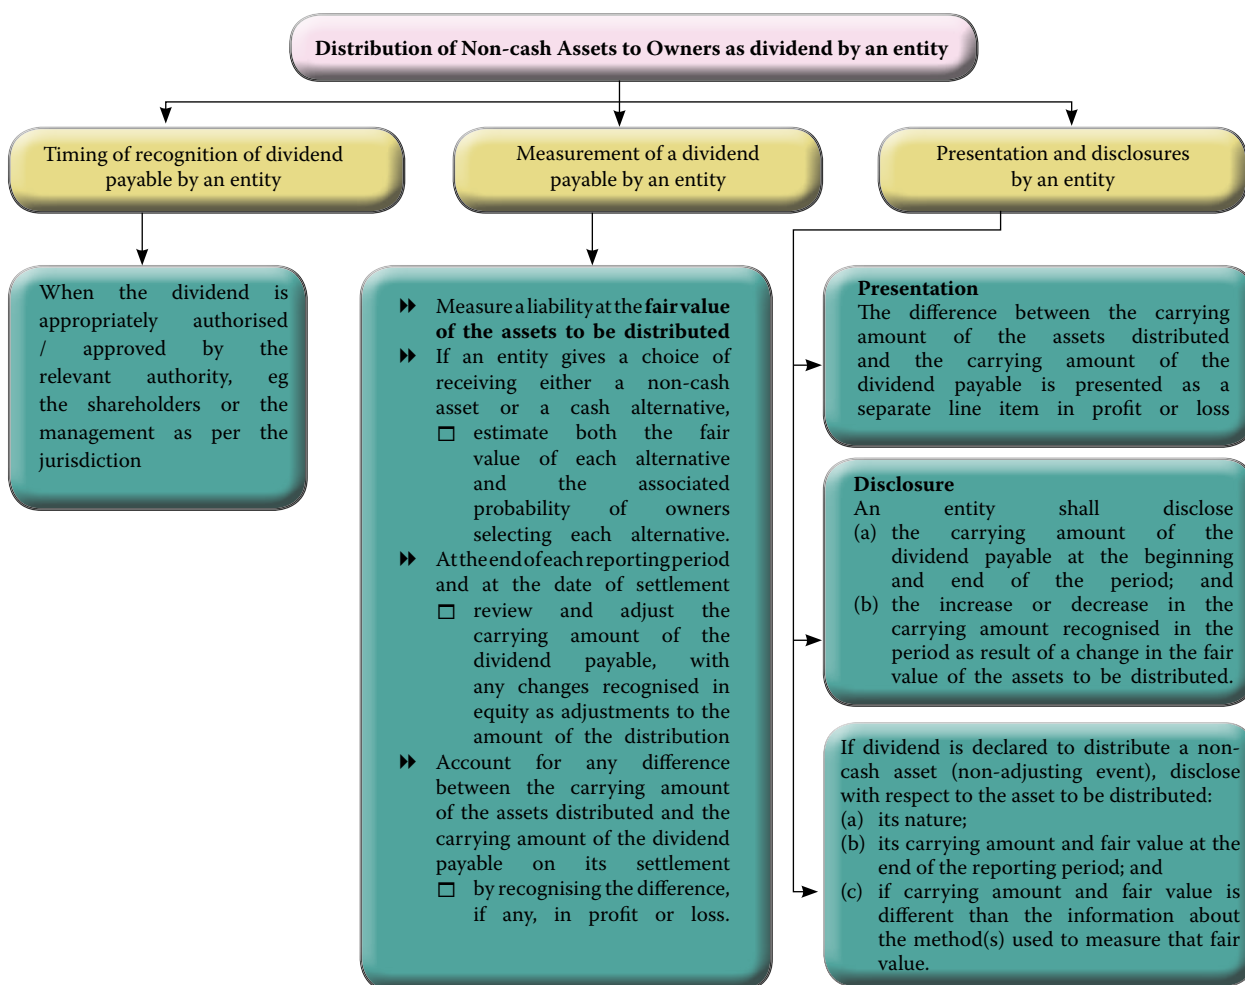 Distribution of Non-cash Assets to Owners as dividend by an entity
Timing of recognition of dividend
payable by an entity
When the dividend is
appropriately authorised
/ approved by the
relevant authority, eg
the shareholders or the
management as per the
jurisdiction
Measurement of a dividend
payable by an entity
Measure a liability at the fair value
of the assets to be distributed
If an entity gives a choice of
receiving either a non-cash
asset or a cash alternative,
estimate both the fair
value of each alternative
and the associated
probability of owners
selecting each alternative.
At the end of each reporting period
and at the date of settlement
review and adjust the
carrying amount of the
dividend payable, with
any changes recognised in
equity as adjustments to the
amount of the distribution
Account for any difference
between the carrying amount
of the assets distributed and the
carrying amount of the dividend
payable on its settlement
by recognising the difference,
if any, in profit or loss.
Presentation and disclosures
by an entity
Presentation
The difference between the carrying
amount of the assets distributed
and the carrying amount of the
dividend payable is presented as a
separate line item in profit or loss
Disclosure
An entity shall disclose
(a) the carrying amount of the
dividend payable at the beginning
and end of the period; and
(b) the increase or decrease in the
carrying amount recognised in the
period as result of a change in the fair
value of the assets to be distributed.
If dividend is declared to distribute a non-
cash asset (non-adjusting event), disclose
with respect to the asset to be distributed:
(a) its nature;
(b) its carrying amount and fair value at the
end of the reporting period; and
(c) if carrying amount and fair value is
different than the information about
the method(s) used to measure that fair
value.